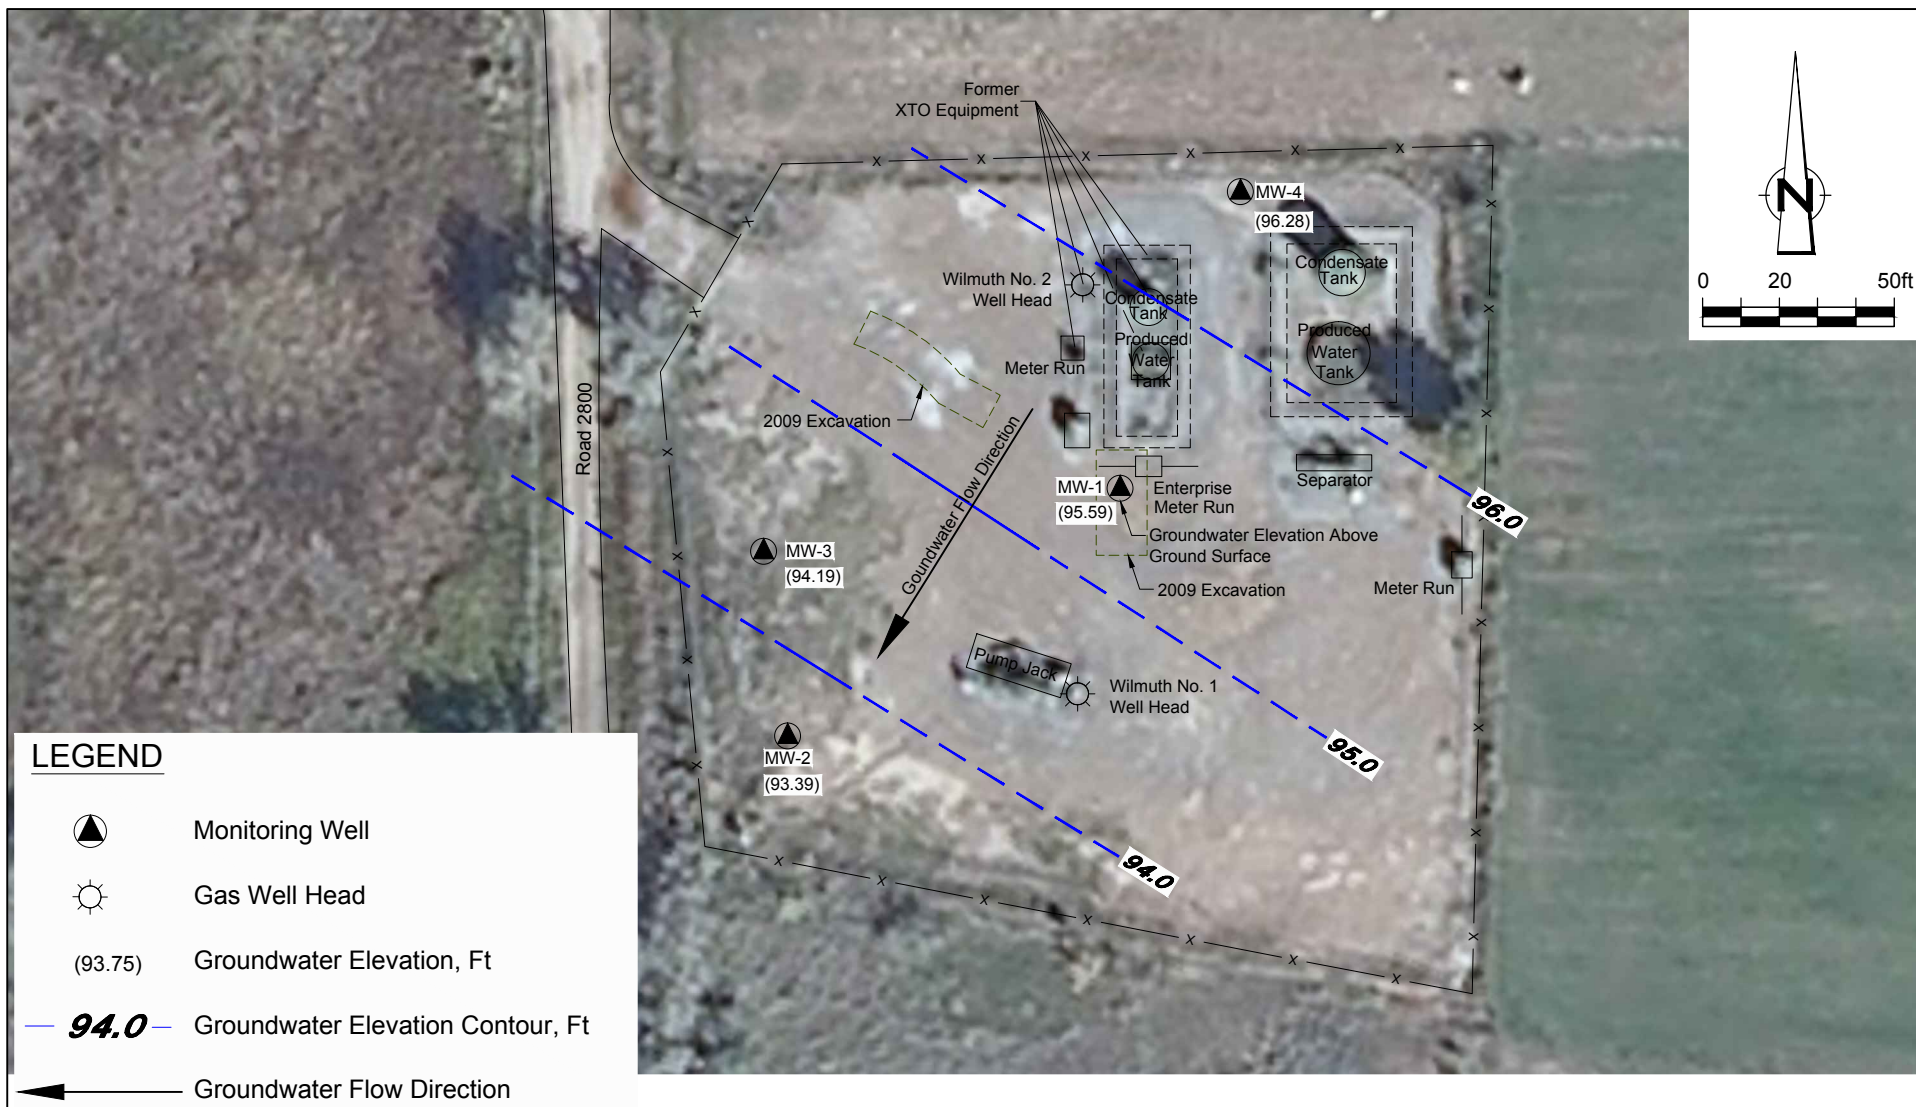 Former
XTO Equipment
MW-4
(96.28)
N
0 20 50ft
Condensate
Tank
Produced
Water
Tank
Wilmuth No. 2
Well Head
Condensate
Tank
Produced
Water
Tank
Meter Run
2009 Excavation
Road 2800
Goundwater Flow Direction
MW-1
(95.59)
Enterprise
Meter Run
Groundwater Elevation Above
Ground Surface
2009 Excavation
Separator
96.0
Meter Run
MW-3
(94.19)
Pump Jack
Wilmuth No. 1
Well Head
95.0
MW-2
(93.39)
94.0
LEGEND
Monitoring Well
Gas Well Head
(93.75) Groundwater Elevation, Ft
94.0 Groundwater Elevation Contour, Ft
Groundwater Flow Direction